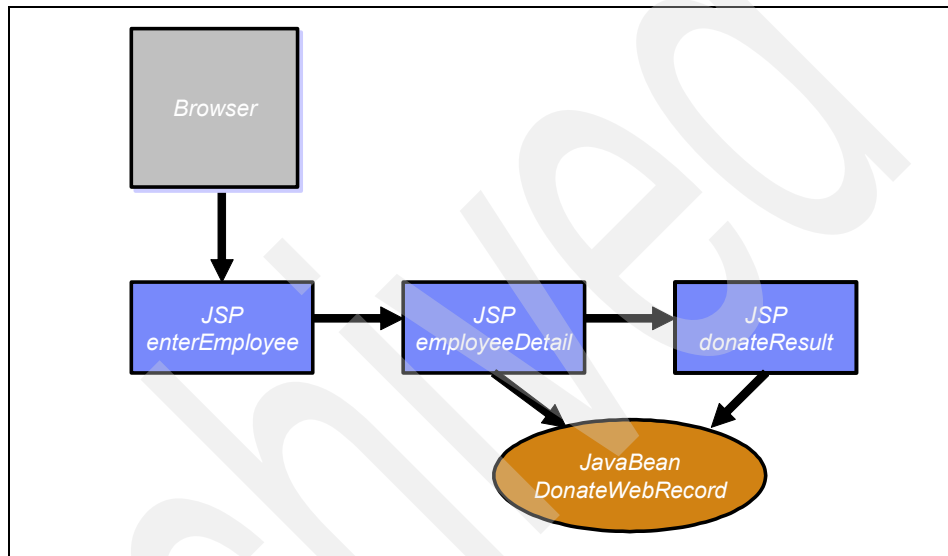 Browser
JSP
enterEmployee
JSP
employeeDetail
JSP
donateResult
JavaBean
DonateWebRecord